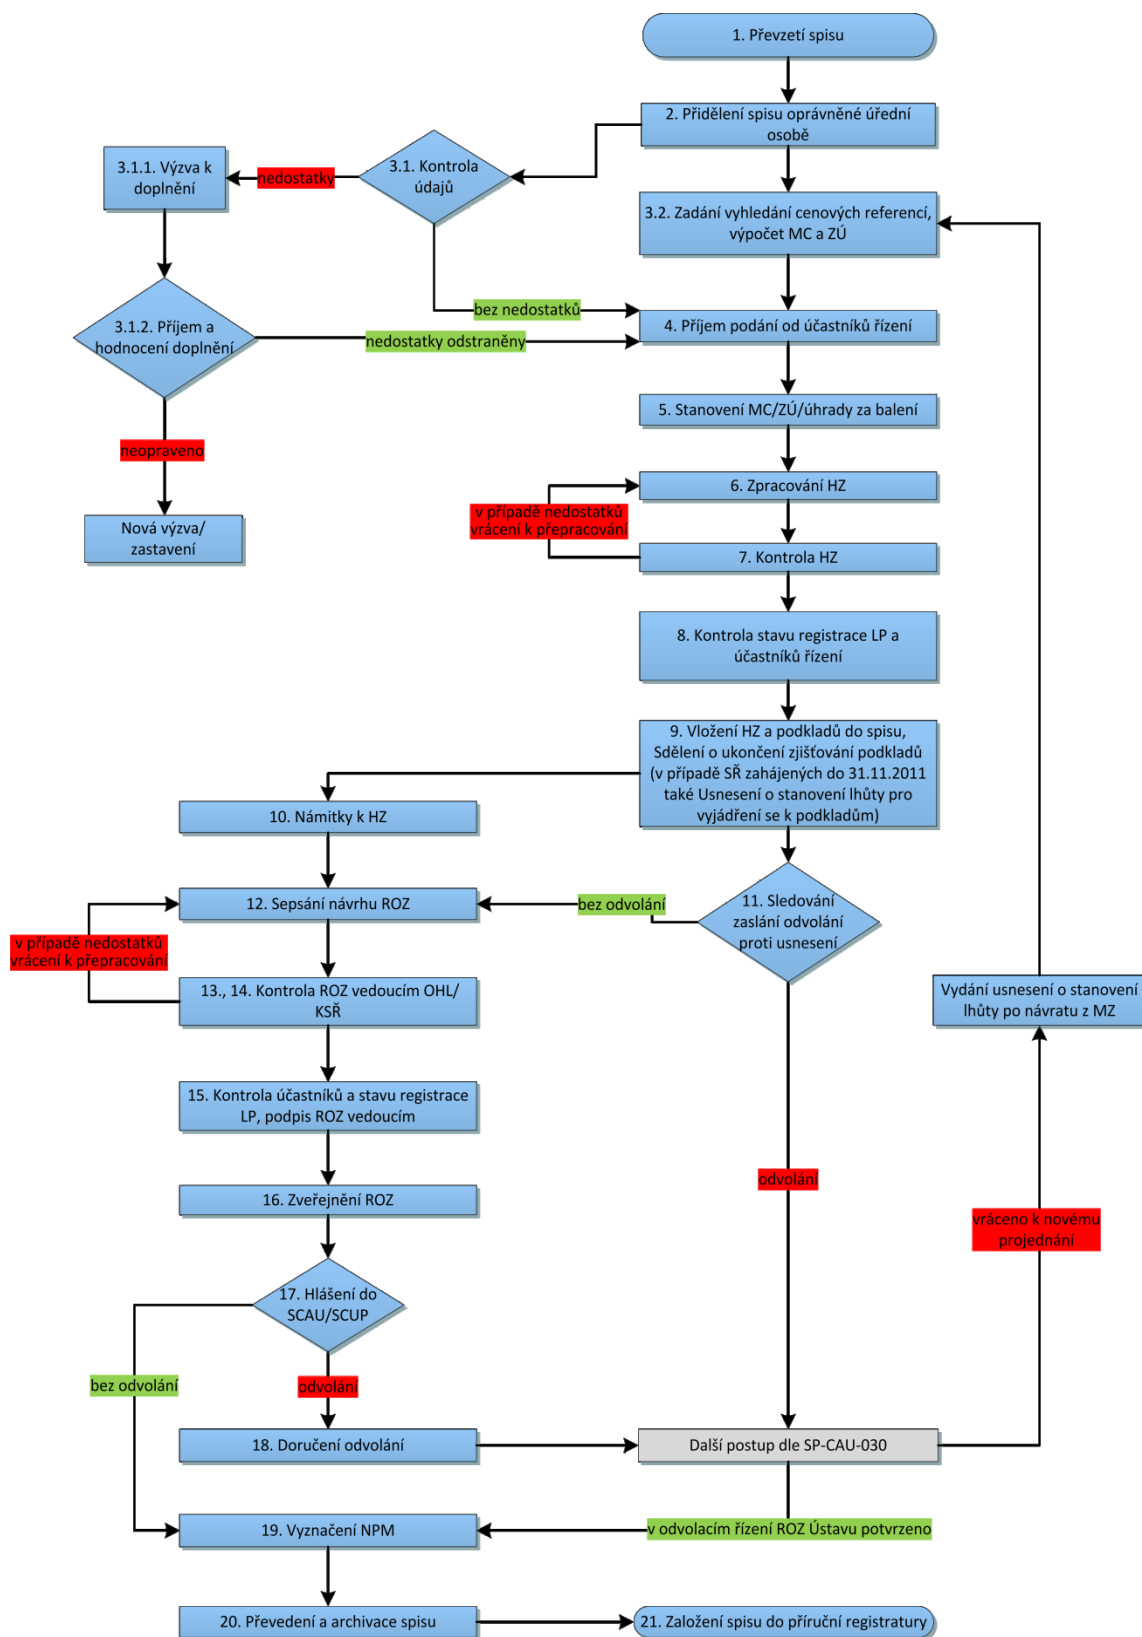 1. Převzetí spisu
2. Přidělení spisu oprávněné úřední
osobě
3.1. Kontrola
údajů
nedostatky
3.1.1. Výzva k
doplnění
3.2. Zadání vyhledání cenových referencí,
výpočet MC a ZÚ
bez nedostatků
3.1.2. Příjem a
hodnocení doplnění
nedostatky odstraněny
4. Příjem podání od účastníků řízení
neopraveno
Nová výzva/
zastavení
5. Stanovení MC/ZÚ/úhrady za balení
6. Zpracování HZ
v případě nedostatků
vrácení k přepracování
7. Kontrola HZ
8. Kontrola stavu registrace LP a
účastníků řízení
9. Vložení HZ a podkladů do spisu,
Sdělení o ukončení zjišťování podkladů
(v případě SŘ zahájených do 31.11.2011
také Usnesení o stanovení lhůty pro
vyjádření se k podkladům)
10. Námitky k HZ
11. Sledování
zaslání odvolání
proti usnesení
bez odvolání
12. Sepsání návrhu ROZ
v případě nedostatků
vrácení k přepracování
13., 14. Kontrola ROZ vedoucím OHL/
KSŘ
Vydání usnesení o stanovení
lhůty po návratu z MZ
15. Kontrola účastníků a stavu registrace
LP, podpis ROZ vedoucím
16. Zveřejnění ROZ
odvolání
vráceno k novému
projednání
17. Hlášení do
SCAU/SCUP
bez odvolání
odvolání
18. Doručení odvolání
Další postup dle SP-CAU-030
19. Vyznačení NPM
v odvolacím řízení ROZ Ústavu potvrzeno
20. Převedení a archivace spisu
21. Založení spisu do příruční registratury